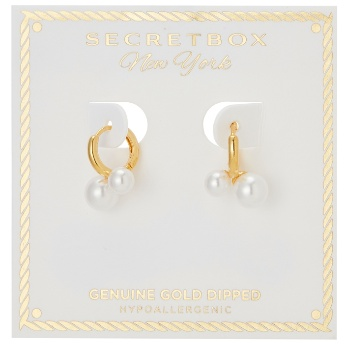 SECRETBOX
New York
GENUINE GOLD DIPPED
HYPOALLERGENIC